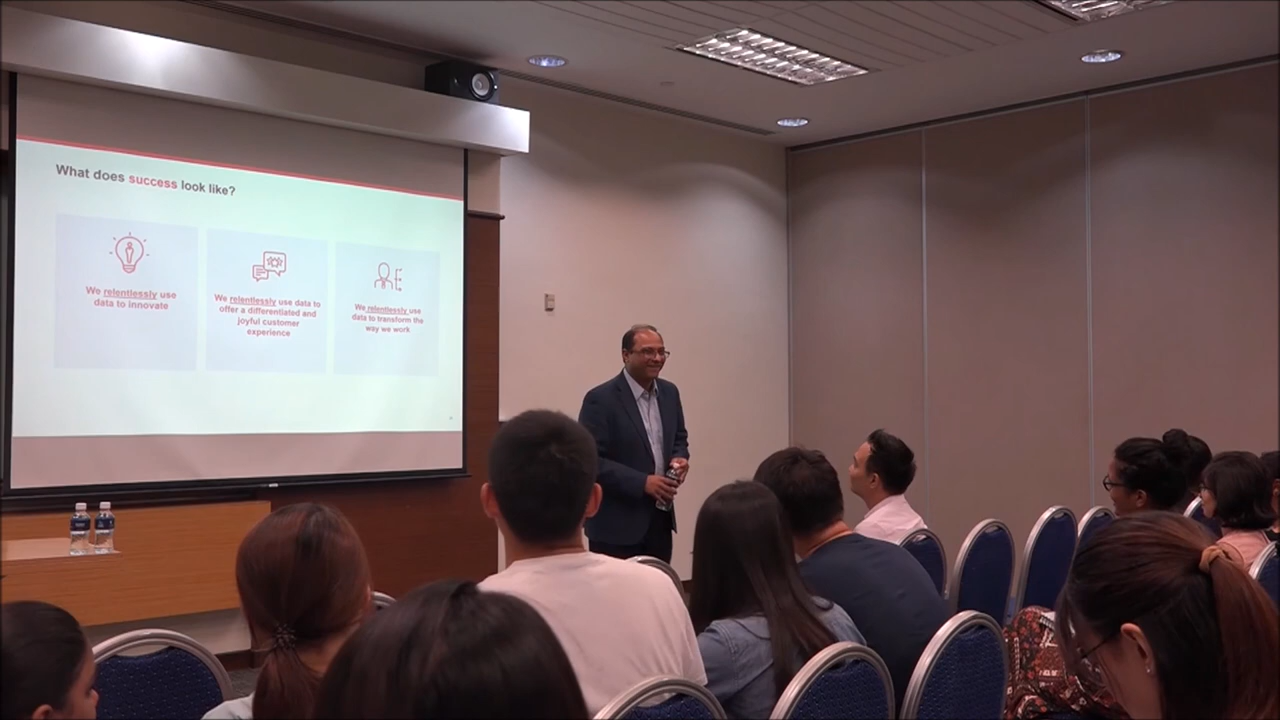 What does success look like?
We relentlessly use
data to innovate
We relentlessly use data to
offer a differentiated and
joyful customer
experience
We relentlessly use
data to transform the
way we work